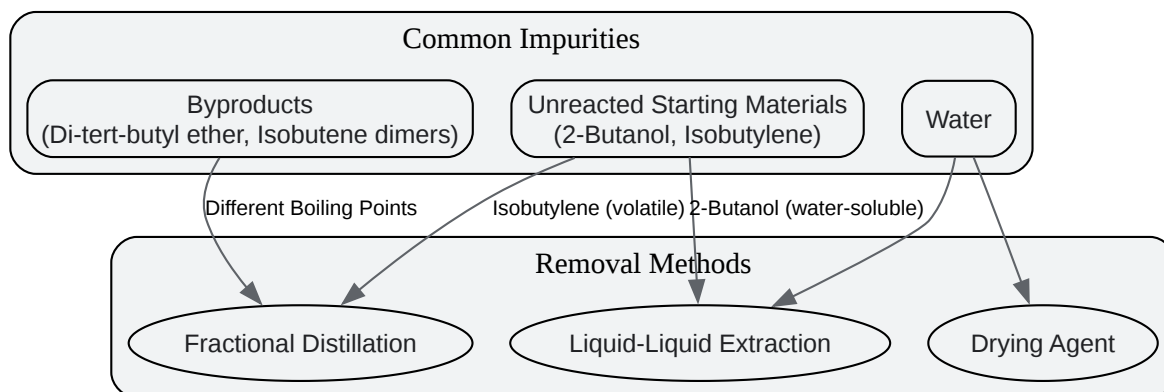 Common Impurities
Byproducts
(Di-tert-butyl ether, Isobutene dimers)
Unreacted Starting Materials
(2-Butanol, Isobutylene)
Water
Different Boiling Points
Isobutylene (volatile)
2-Butanol (water-soluble)
Removal Methods
Fractional Distillation
Liquid-Liquid Extraction
Drying Agent